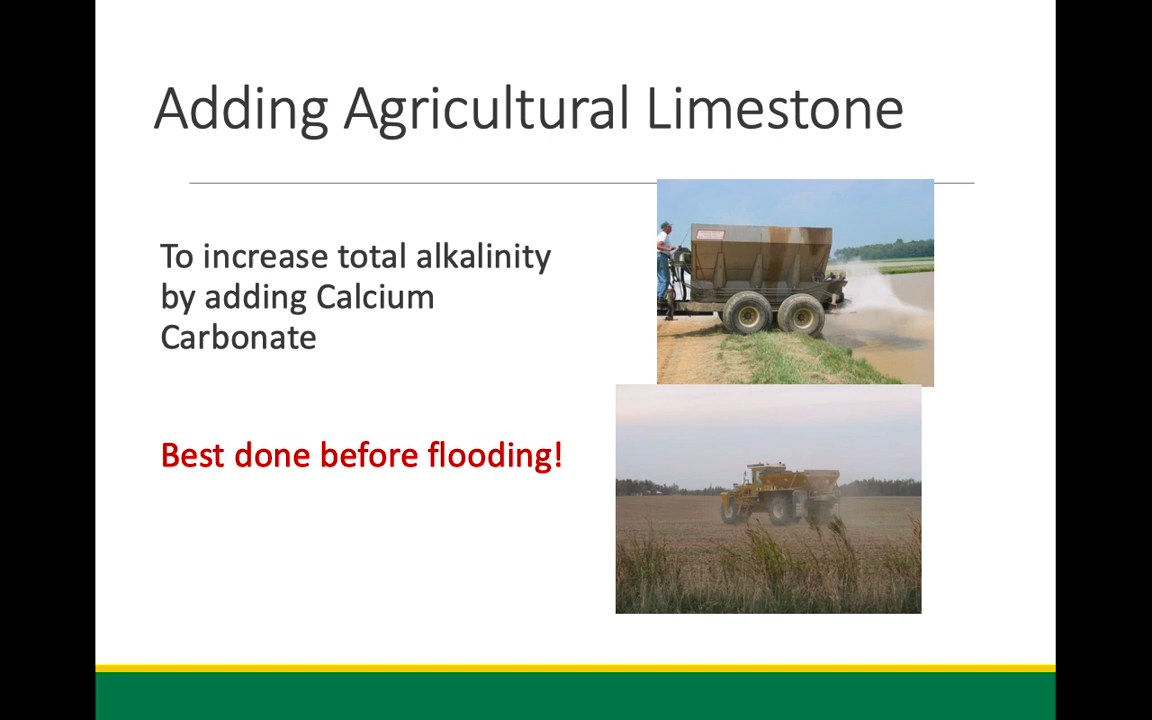 Adding Agricultural Limestone
To increase total alkalinity
by adding Calcium
Carbonate
Best done before flooding!